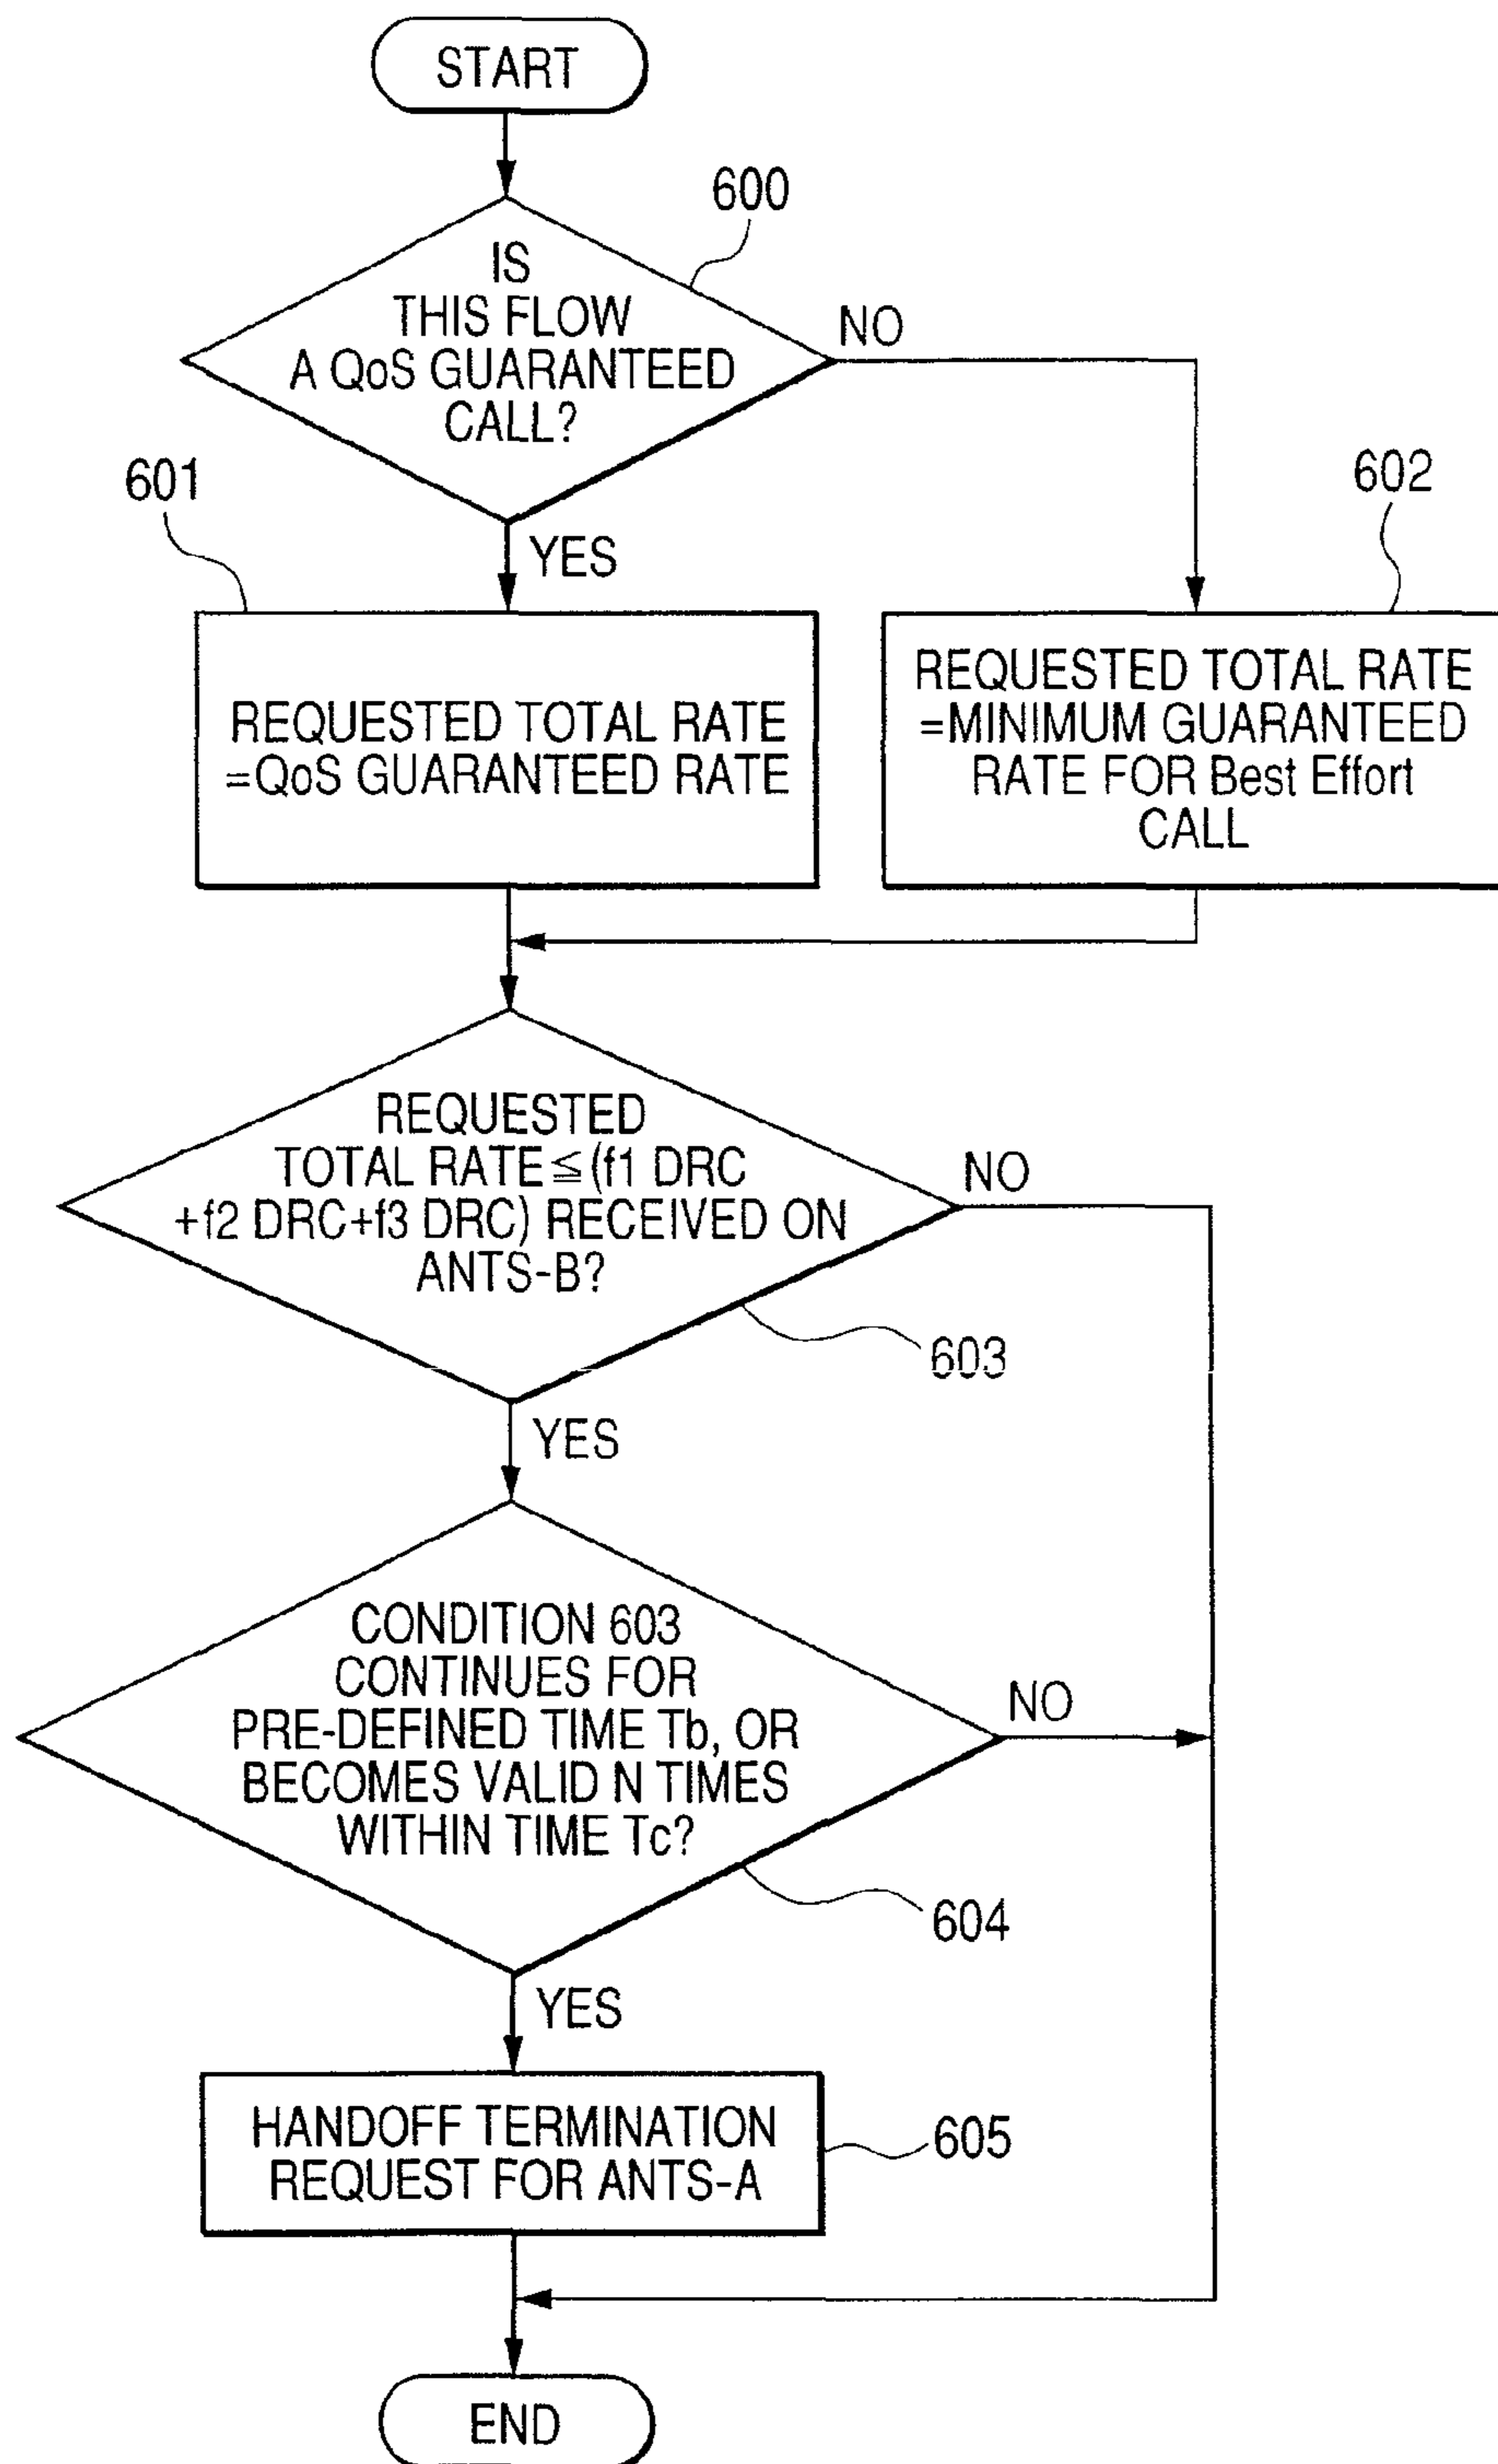 START
600
IS
THIS FLOW
A QoS GUARANTEED
CALL?
NO
601
602
YES
REQUESTED TOTAL RATE
=QoS GUARANTEED RATE
REQUESTED TOTAL RATE
=MINIMUM GUARANTEED
RATE FOR Best Effort
CALL
REQUESTED
TOTAL RATE≦(f1 DRC
+f2 DRC+f3 DRC) RECEIVED ON
ANTS-B?
NO
603
YES
CONDITION 603
CONTINUES FOR
PRE-DEFINED TIME Tb, OR
BECOMES VALID N TIMES
WITHIN TIME Tc?
NO
604
YES
HANDOFF TERMINATION
REQUEST FOR ANTS-A
605
END